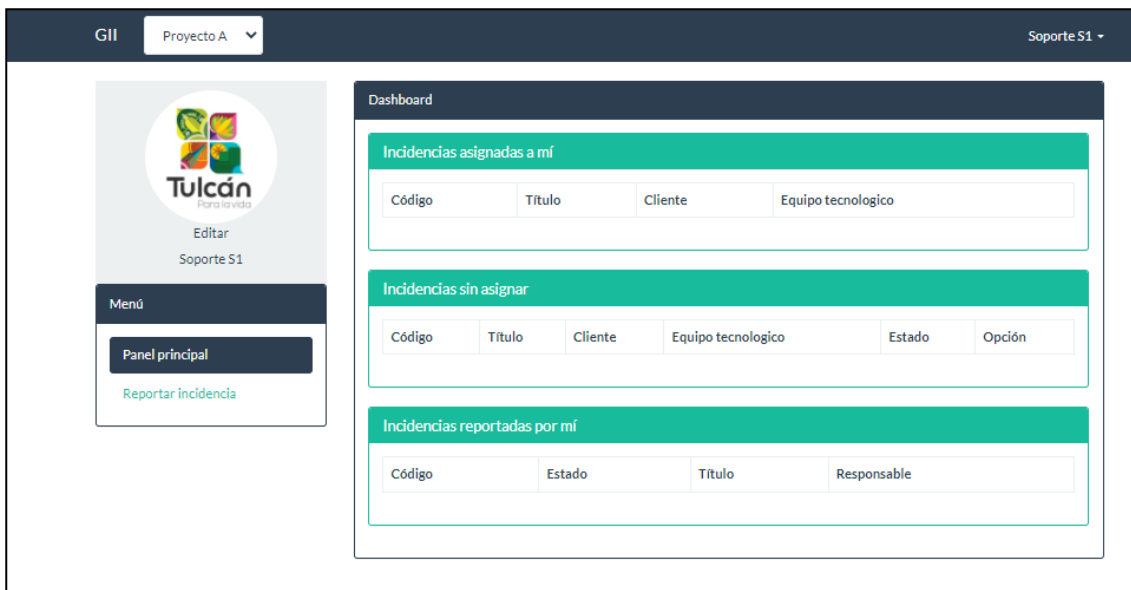 GII Proyecto A Soporte S1
Tulcán
Para la vida
Editar
Soporte S1
Menú
Panel principal
Reportar incidencia
Dashboard
Incidencias asignadas a mí
Código Título Cliente Equipo tecnologico
Incidencias sin asignar
Código Título Cliente Equipo tecnologico Estado Opción
Incidencias reportadas por mí
Código Estado Título Responsable